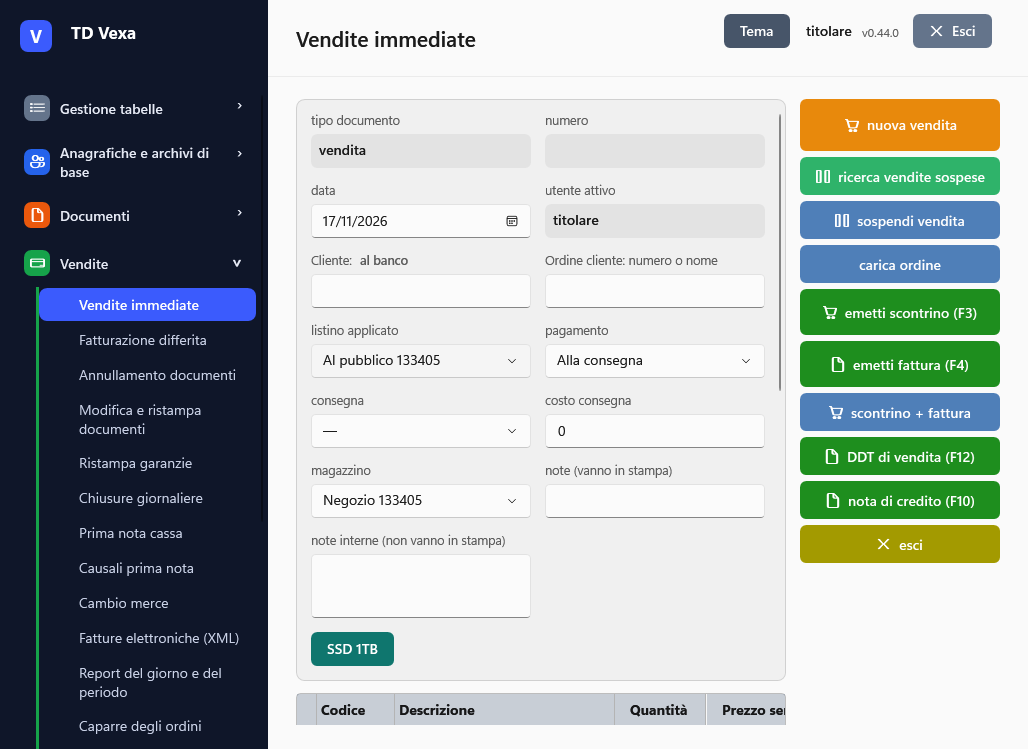 V
TD Vexa
Gestione tabelle
Anagrafiche e archivi di
base
Documenti
Vendite
Vendite immediate
Fatturazione differita
Annullamento documenti
Modifica e ristampa
documenti
Ristampa garanzie
Chiusure giornaliere
Prima nota cassa
Causali prima nota
Cambio merce
Fatture elettroniche (XML)
Report del giorno e del
periodo
Caparre degli ordini
Vendite immediate
Tema
titolare v0.44.0
Esci
tipo documento
vendita
numero
data
17/11/2026
utente attivo
titolare
Cliente: al banco
Ordine cliente: numero o nome
listino applicato
Al pubblico 133405
pagamento
Alla consegna
consegna
—
costo consegna
0
magazzino
Negozio 133405
note (vanno in stampa)
note interne (non vanno in stampa)
SSD 1TB
Codice Descrizione Quantità Prezzo
nuova vendita
ricerca vendite sospese
sospendi vendita
carica ordine
emetti scontrino (F3)
emetti fattura (F4)
scontrino + fattura
DDT di vendita (F12)
nota di credito (F10)
esci